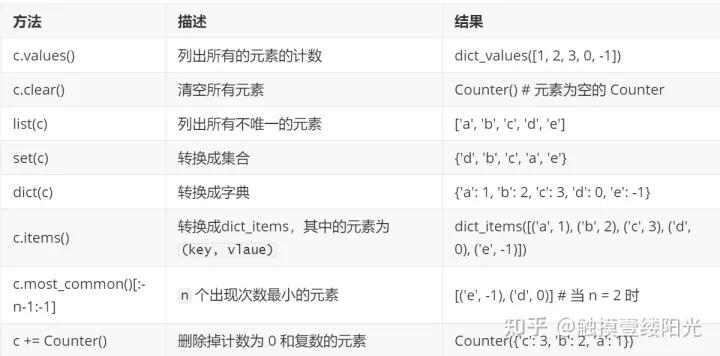 方法 描述 结果
c.values() 列出所有的元素的计数 dict_values([1, 2, 3, 0, -1])
c.clear() 清空所有元素 Counter() # 元素为空的 Counter
list(c) 列出所有不唯一的元素 ['a', 'b', 'c', 'd', 'e']
set(c) 转换成集合 {'d', 'b', 'c', 'a', 'e'}
dict(c) 转换成字典 {'a': 1, 'b': 2, 'c': 3, 'd': 0, 'e': -1}
c.items() 转换成dict_items，其中的元素为 dict_items([('a', 1), ('b', 2), ('c', 3), ('d',
(key, vlaue) 0), ('e', -1)])
c.most_common()[:-
n-1:-1] n 个出现次数最小的元素 [('e', -1), ('d', 0)] # 当 n = 2 时
c += Counter() 删除掉计数为 0 和复数的元素 Counter({'c': 3, 'b': 2, 'a': 1})
知乎 @触摸壹缕阳光